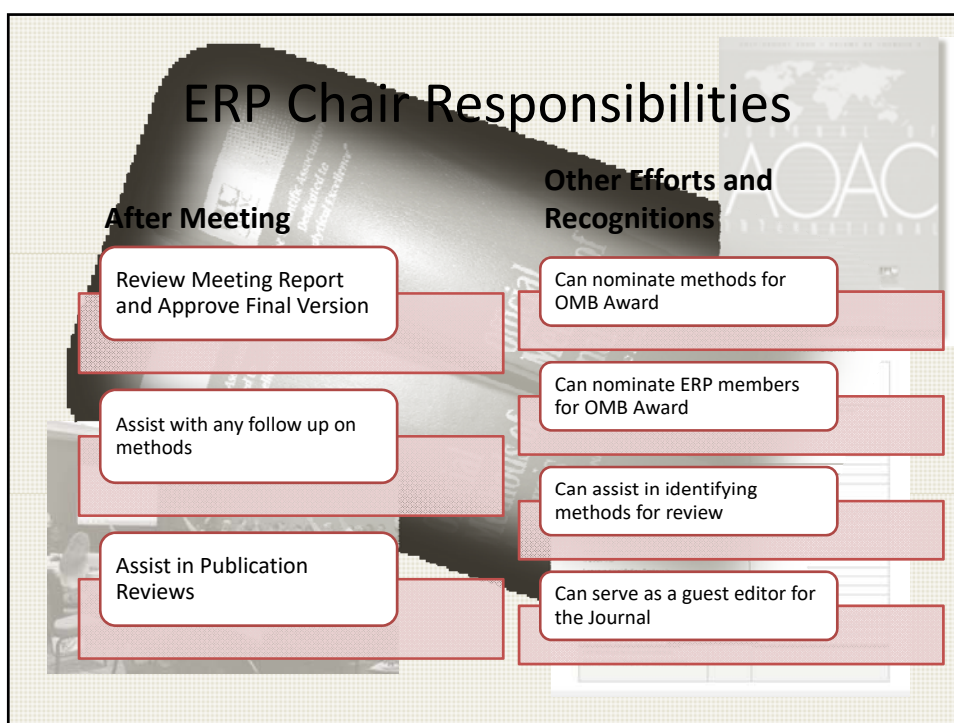 ERP Chair Responsibilities
After Meeting
Review Meeting Report
and Approve Final Version
Assist with any follow up on
methods
Assist in Publication
Reviews
Other Efforts and
Recognitions
Can nominate methods for
OMB Award
Can nominate ERP members
for OMB Award
Can assist in identifying
methods for review
Can serve as a guest editor for
the Journal
AOAC
INTERNATIONAL